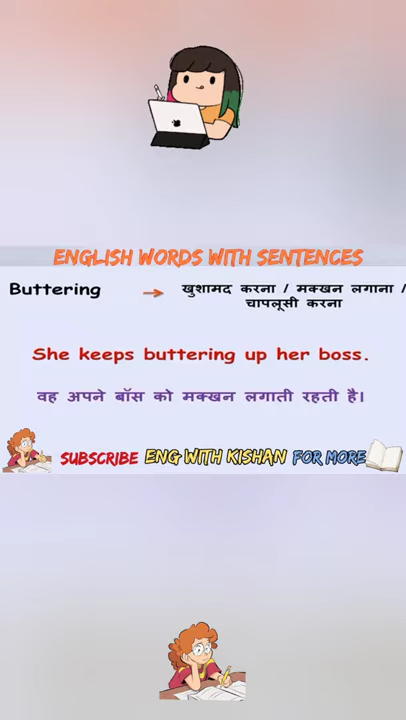 ENGLISH WORDS WITH SENTENCES
Buttering → खुशामद करना / मक्खन लगाना /
चापलूसी करना
She keeps buttering up her boss.
वह अपने बॉस को मक्खन लगाती रहती है।
SUBSCRIBE ENG WITH KISHAN FOR MORE